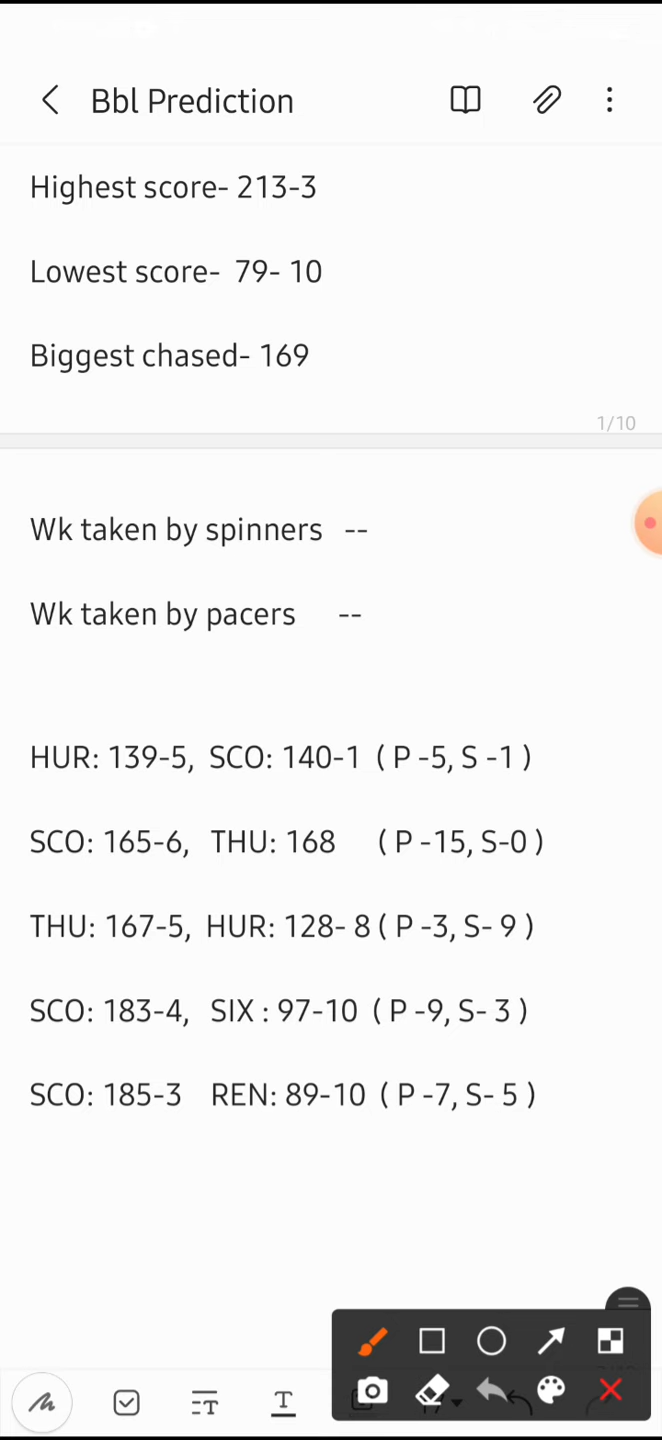 Bbl Prediction
Highest score- 213-3
Lowest score-  79- 10
Biggest chased- 169
1/10
Wk taken by spinners  --
Wk taken by pacers  --
HUR: 139-5,  SCO: 140-1  ( P -5, S -1 )
SCO: 165-6,  THU: 168  ( P -15, S-0 )
THU: 167-5,  HUR: 128- 8 ( P -3, S- 9 )
SCO: 183-4,  SIX : 97-10  ( P -9, S- 3 )
SCO: 185-3  REN: 89-10  ( P -7, S- 5 )